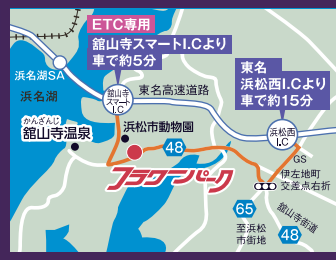 ETC専用
舘山寺スマートI.Cより
車で約5分
東名
浜松西I.Cより
車で約15分
浜名湖SA
舘山寺
スマート
I.C
東名高速道路
浜名湖
かんざんじ
舘山寺温泉
浜松市動物園
浜松西
I.C
48
フラワーパーク
GS
伊左地町
交差点右折
65
至浜松
市街地
舘山寺街道
48